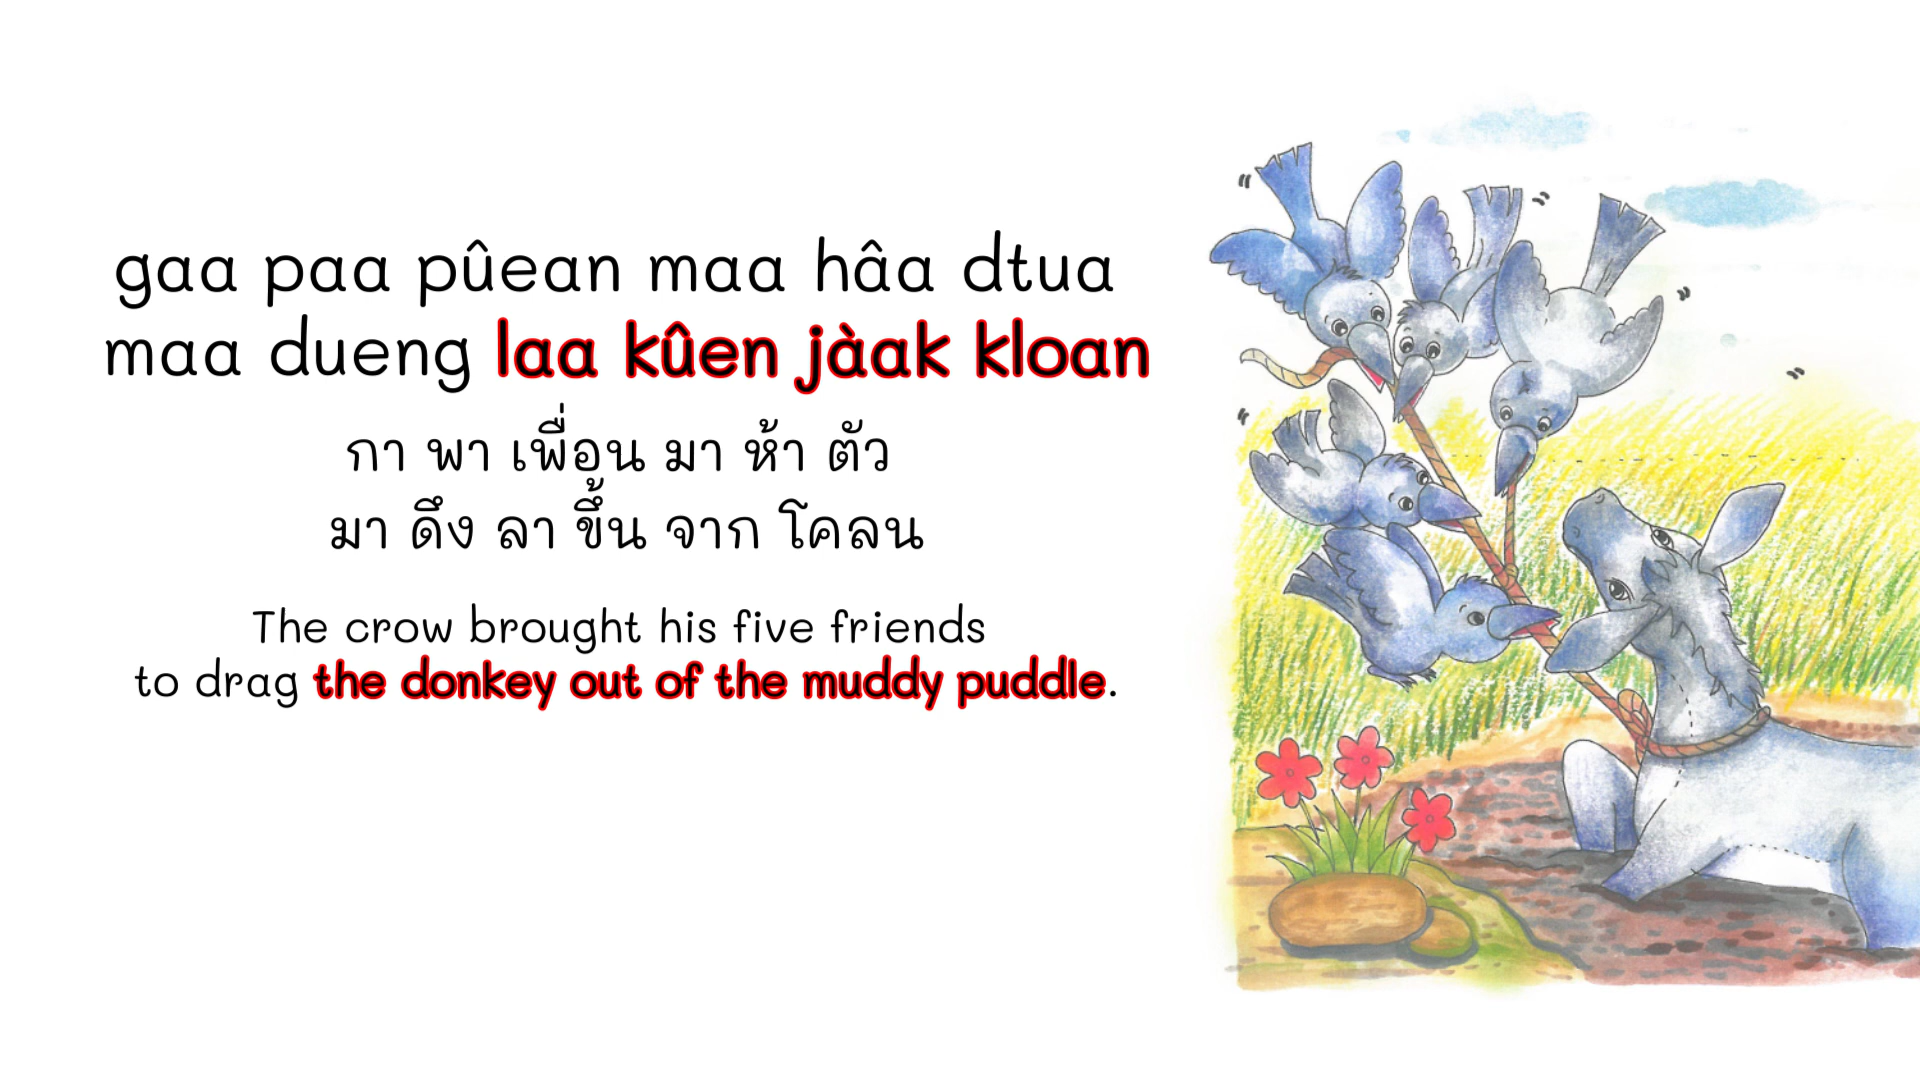 gaa paa pûean maa hâa dtua
maa dueng laa kûen jàak kloan
กา พา เพื่อน มา ห้า ตัว
มา ดึง ลา ขึ้น จาก โคลน
The crow brought his five friends
to drag the donkey out of the muddy puddle.